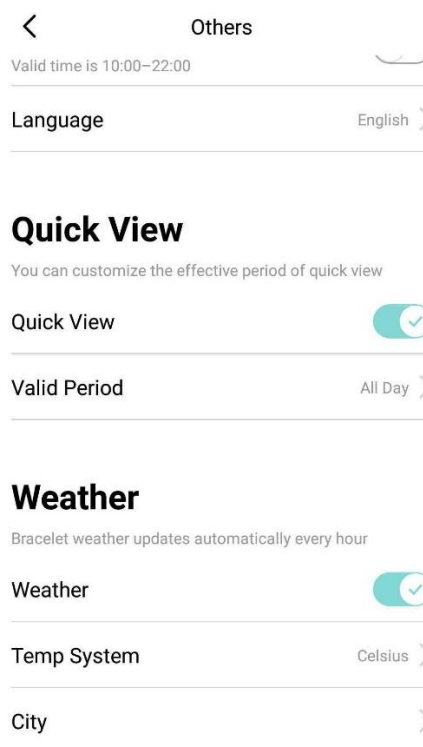 Others
Valid time is 10:00–22:00
Language
English
Quick View
You can customize the effective period of quick view
Quick View
Valid Period
All Day
Weather
Bracelet weather updates automatically every hour
Weather
Temp System
Celsius
City